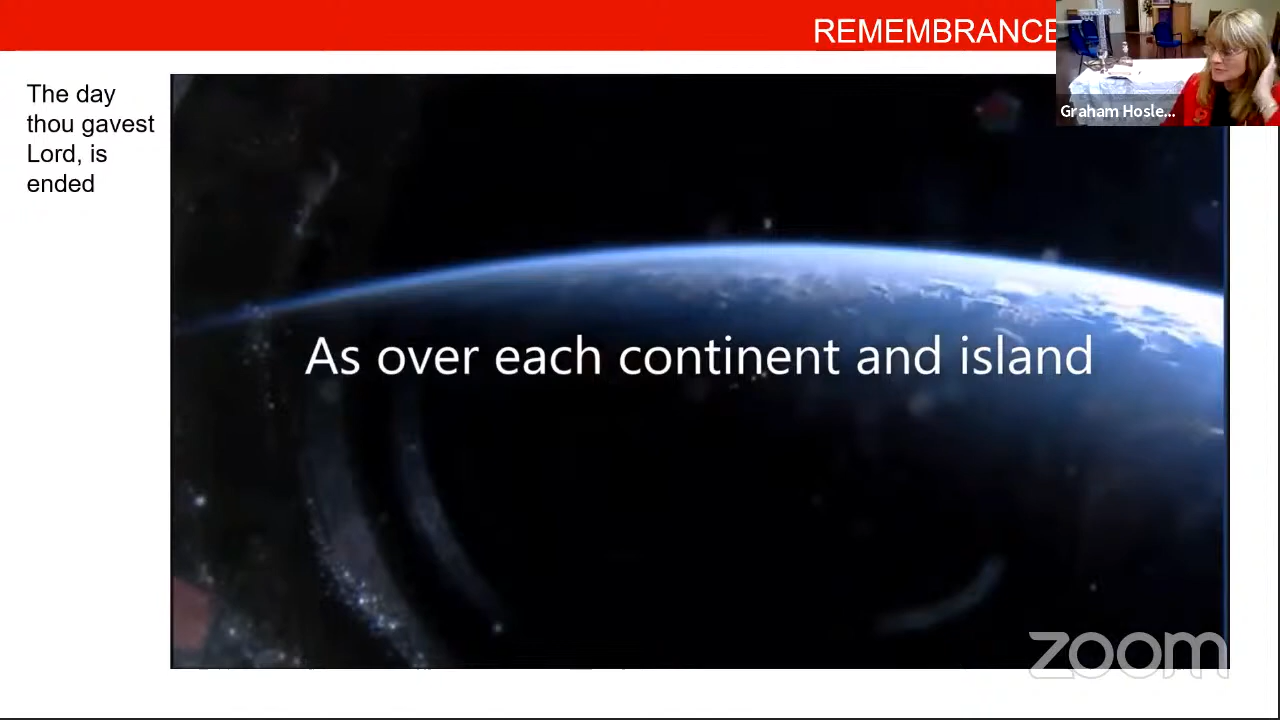 REMEMBRANCE
Graham Hosle...
The day
thou gavest
Lord, is
ended
As over each continent and island
zoom